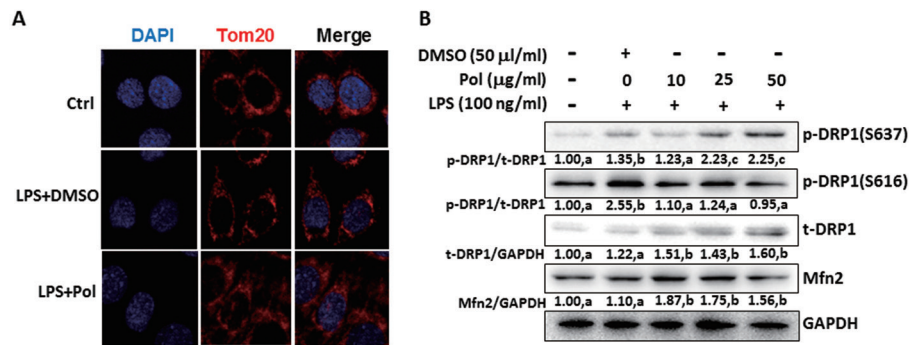 A
DAPI Tom20 Merge
Ctrl
LPS+DMSO
LPS+Pol
B
DMSO (50 μl/ml) - + - - -
Pol (μg/ml) - 0 10 25 50
LPS (100 ng/ml) - + + + +
p-DRP1(S637)
p-DRP1/t-DRP1 1.00,a 1.35,b 1.23,a 2.23,c 2.25,c
p-DRP1(S616)
p-DRP1/t-DRP1 1.00,a 2.55,b 1.10,a 1.24,a 0.95,a
t-DRP1
t-DRP1/GAPDH 1.00,a 1.22,a 1.51,b 1.43,b 1.60,b
Mfn2
Mfn2/GAPDH 1.00,a 1.10,a 1.87,b 1.75,b 1.56,b
GAPDH